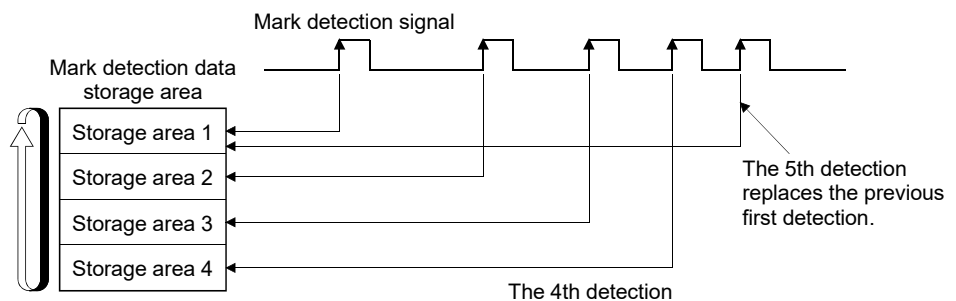 Mark detection signal
Mark detection data
storage area
Storage area 1
Storage area 2
Storage area 3
Storage area 4
The 5th detection
replaces the previous
first detection.
The 4th detection